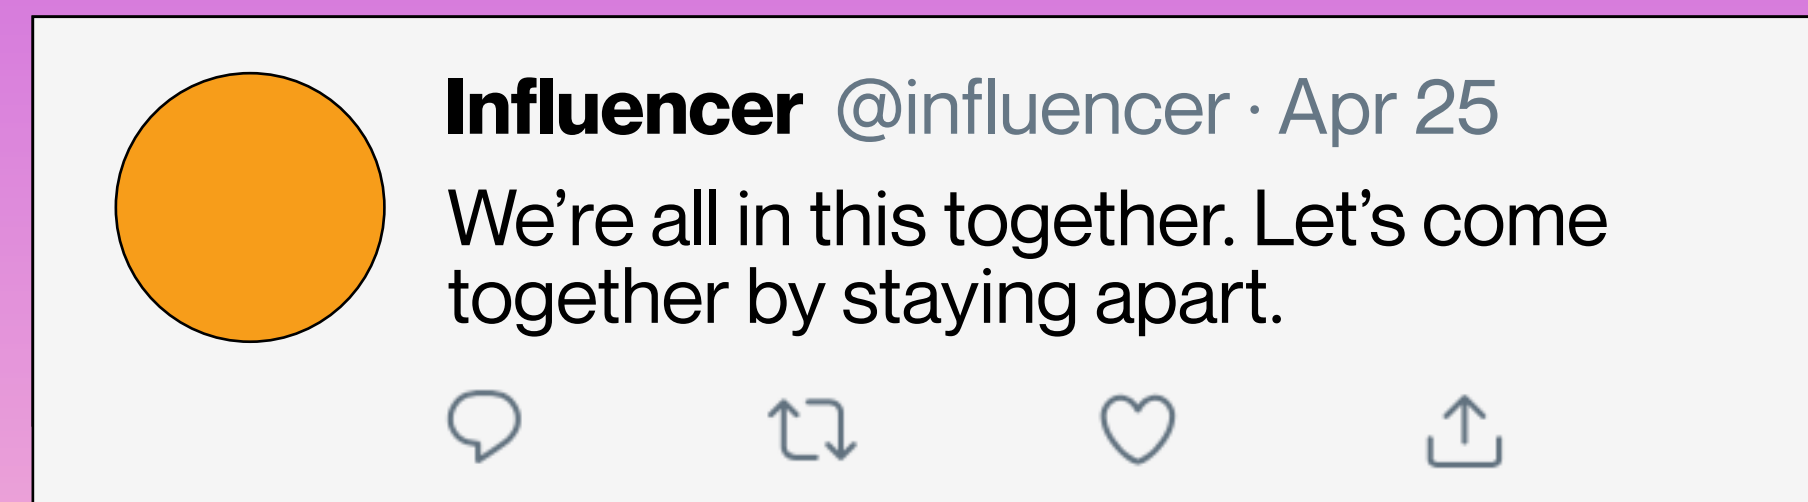 Influencer @influencer · Apr 25
We’re all in this together. Let’s come
together by staying apart.